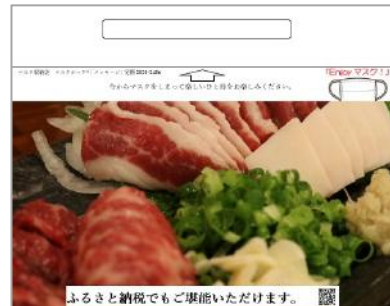 「Enjoy マスク！」
今からマスクをしまって楽しいひと時をお楽しみください。
ふるさと納税でもご堪能いただけます。